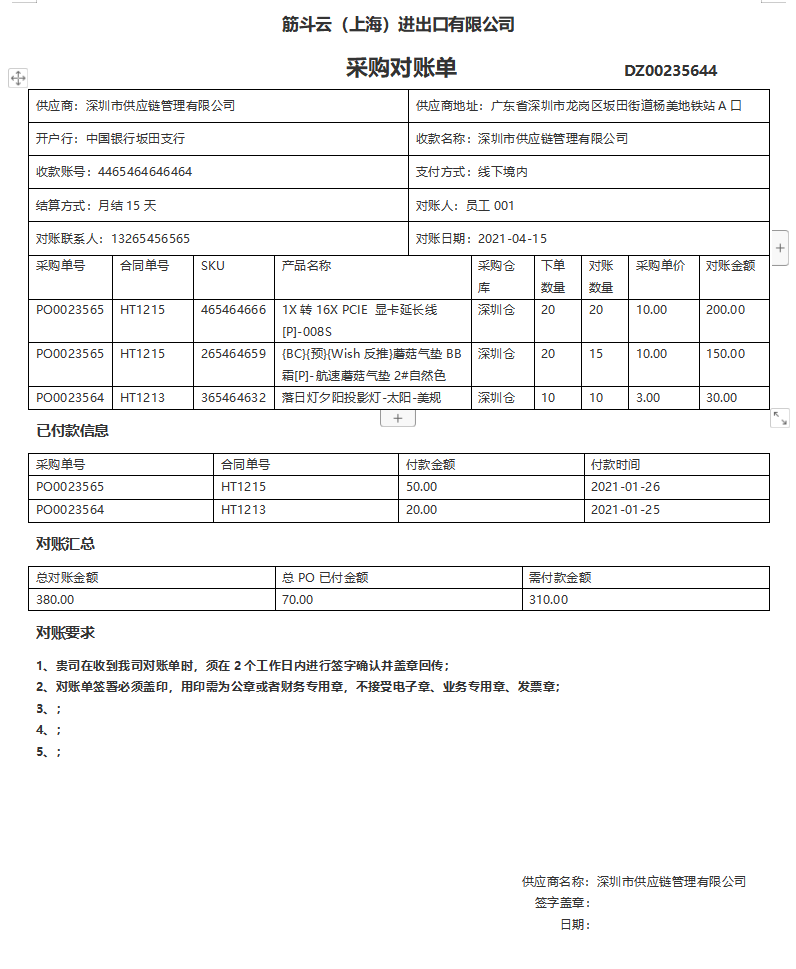 筋斗云（上海）进出口有限公司
采购对账单 DZ00235644
供应商：深圳市供应链管理有限公司 供应商地址：广东省深圳市龙岗区坂田街道杨美地铁站 A 口
开户行：中国银行坂田支行 收款名称：深圳市供应链管理有限公司
收款账号：4465464646464 支付方式：线下境内
结算方式：月结 15 天 对账人：员工 001
对账联系人：13265456565 对账日期：2021-04-15
采购单号 合同单号 SKU 产品名称 采购仓库 下单数量 对账数量 采购单价 对账金额
PO0023565 HT1215 465464666 1X 转 16X PCIE 显卡延长线[P]-008S 深圳仓 20 20 10.00 200.00
PO0023565 HT1215 265464659 {BC}{预}{Wish 反推}蘑菇气垫 BB 霜[P]-航速蘑菇气垫 2#自然色 深圳仓 20 15 10.00 150.00
PO0023564 HT1213 365464632 落日灯夕阳投影灯-太阳-美规 深圳仓 10 10 3.00 30.00
已付款信息
采购单号 合同单号 付款金额 付款时间
PO0023565 HT1215 50.00 2021-01-26
PO0023564 HT1213 20.00 2021-01-25
对账汇总
总对账金额 总 PO 已付金额 需付款金额
380.00 70.00 310.00
对账要求
1、贵司在收到我司对账单时，须在 2 个工作日内进行签字确认并盖章回传；
2、对账单签署必须盖印，用印需为公章或者财务专用章，不接受电子章、业务专用章、发票章；
3、；
4、；
5、；
供应商名称：深圳市供应链管理有限公司
签字盖章：
日期：